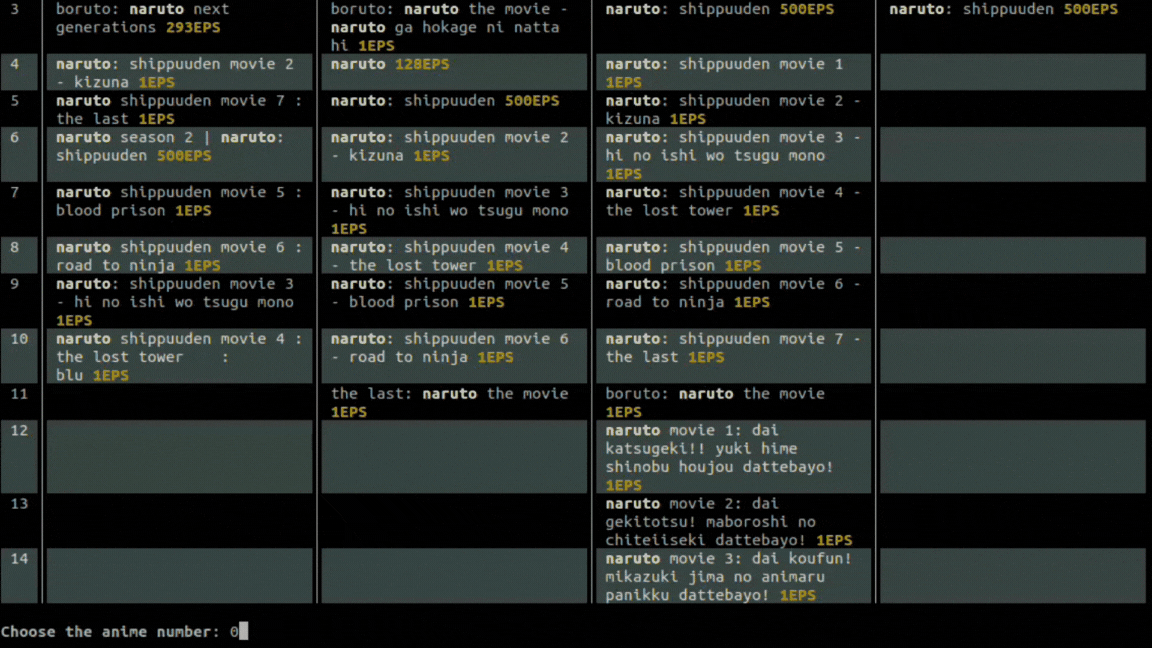 3
boruto: naruto next
generations 293EPS
boruto: naruto the movie -
naruto ga hokage ni natta
hi 1EPS
naruto: shippuuden 500EPS
naruto: shippuuden 500EPS
4
naruto: shippuuden movie 2
- kizuna 1EPS
naruto 128EPS
naruto: shippuuden movie 1
1EPS
5
naruto shippuuden movie 7 :
the last 1EPS
naruto: shippuuden 500EPS
naruto: shippuuden movie 2 -
kizuna 1EPS
6
naruto season 2 | naruto:
shippuuden 500EPS
naruto: shippuuden movie 2
- kizuna 1EPS
naruto: shippuuden movie 3 -
hi no ishi wo tsugu mono
1EPS
7
naruto shippuuden movie 5 :
blood prison 1EPS
naruto: shippuuden movie 3
- hi no ishi wo tsugu mono
1EPS
naruto: shippuuden movie 4 -
the lost tower 1EPS
8
naruto shippuuden movie 6 :
road to ninja 1EPS
naruto: shippuuden movie 4
- the lost tower 1EPS
naruto: shippuuden movie 5 -
blood prison 1EPS
9
naruto: shippuuden movie 3
- hi no ishi wo tsugu mono
1EPS
naruto: shippuuden movie 5
- blood prison 1EPS
naruto: shippuuden movie 6 -
road to ninja 1EPS
10
naruto shippuuden movie 4 :
the lost tower    :
blu 1EPS
naruto: shippuuden movie 6
- road to ninja 1EPS
naruto: shippuuden movie 7 -
the last 1EPS
11
the last: naruto the movie
1EPS
boruto: naruto the movie
1EPS
12
naruto movie 1: dai
katsugeki!! yuki hime
shinobu houjou dattebayo!
1EPS
13
naruto movie 2: dai
gekitotsu! maboroshi no
chiteiiseki dattebayo! 1EPS
14
naruto movie 3: dai koufun!
mikazuki jima no animaru
panikku dattebayo! 1EPS
Choose the anime number: 0